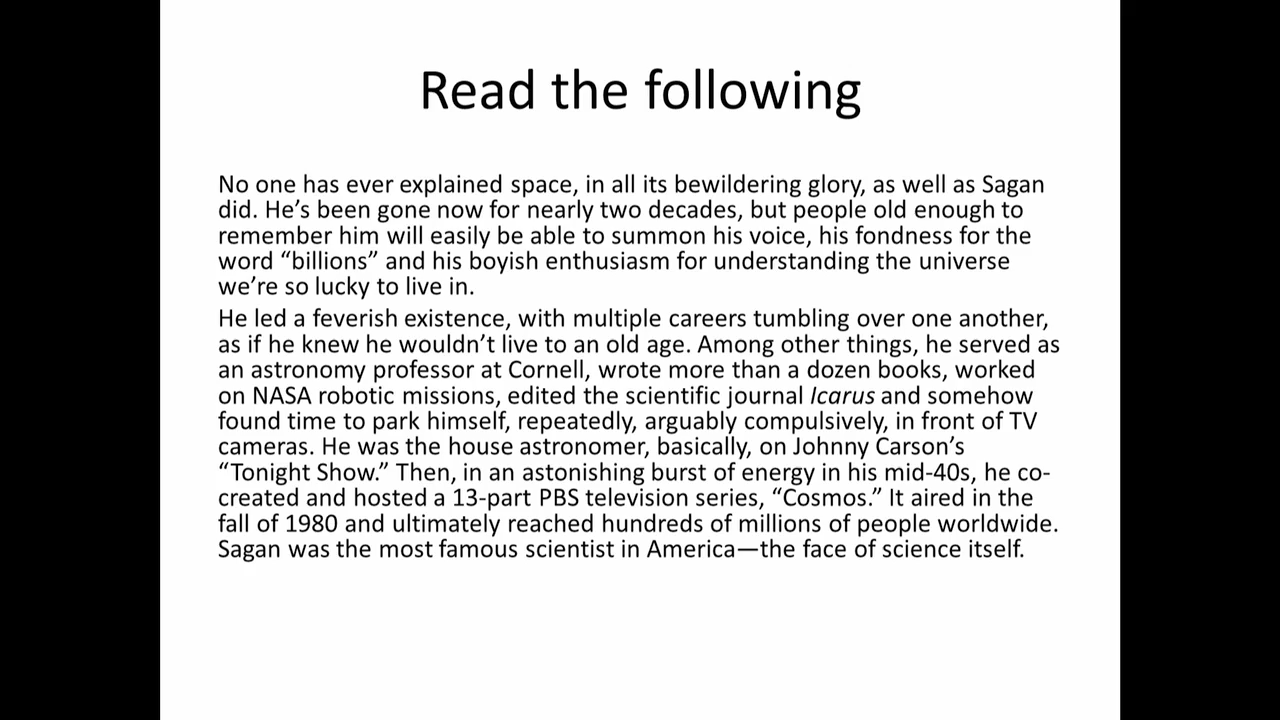 Read the following
No one has ever explained space, in all its bewildering glory, as well as Sagan
did. He’s been gone now for nearly two decades, but people old enough to
remember him will easily be able to summon his voice, his fondness for the
word “billions” and his boyish enthusiasm for understanding the universe
we’re so lucky to live in.
He led a feverish existence, with multiple careers tumbling over one another,
as if he knew he wouldn’t live to an old age. Among other things, he served as
an astronomy professor at Cornell, wrote more than a dozen books, worked
on NASA robotic missions, edited the scientific journal Icarus and somehow
found time to park himself, repeatedly, arguably compulsively, in front of TV
cameras. He was the house astronomer, basically, on Johnny Carson’s
“Tonight Show.” Then, in an astonishing burst of energy in his mid-40s, he co-
created and hosted a 13-part PBS television series, “Cosmos.” It aired in the
fall of 1980 and ultimately reached hundreds of millions of people worldwide.
Sagan was the most famous scientist in America—the face of science itself.